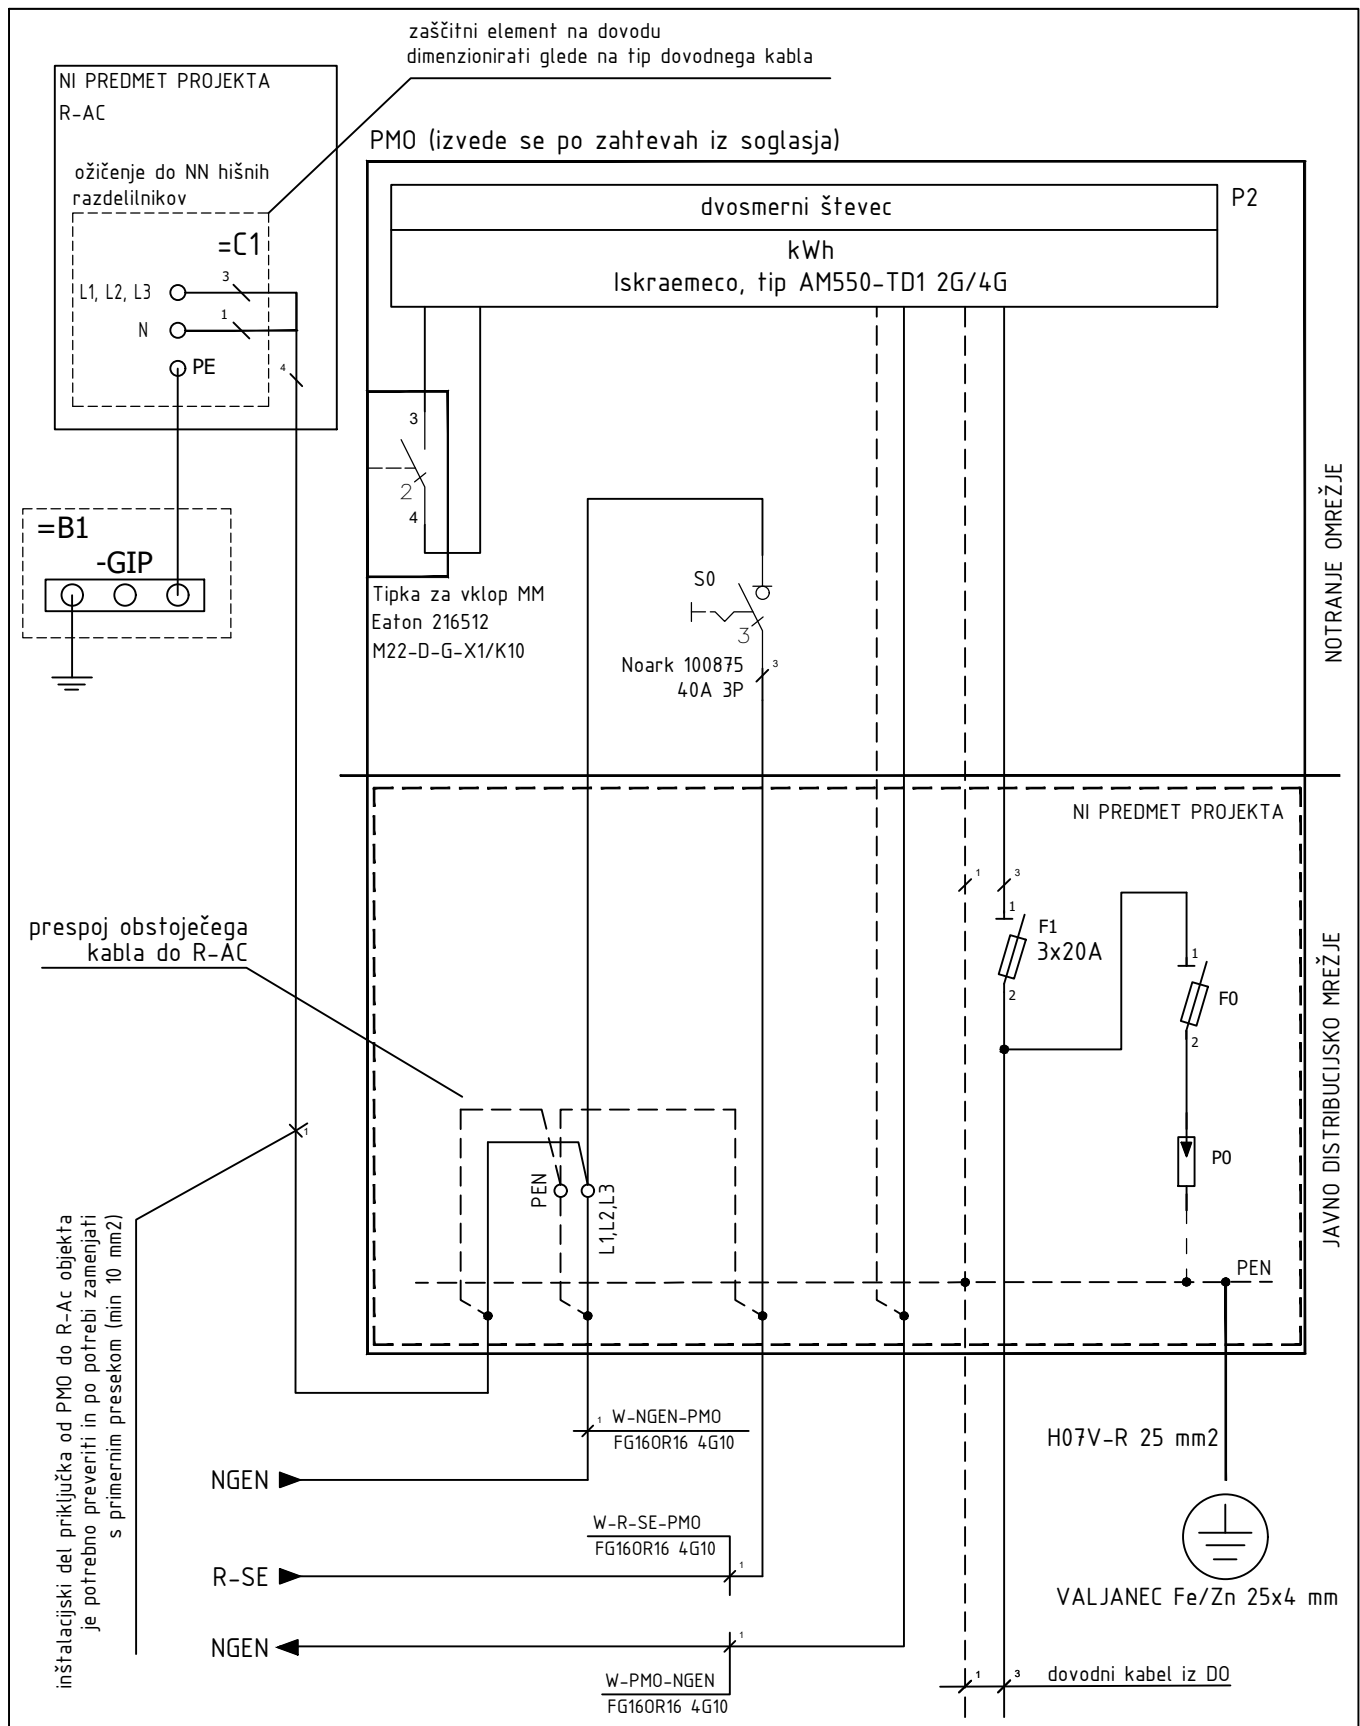 zaščitni element na dovodu
dimenzionirati glede na tip dovodnega kabla
NI PREDMET PROJEKTA
R-AC
ožičenje do NN hišnih
razdelilnikov
=C1
L1, L2, L3
3
N
1
PE
4
PMO (izvede se po zahtevah iz soglasja)
dvosmerni števec
kWh
Iskraemeco, tip AM550-TD1 2G/4G
P2
3
2
4
Tipka za vklop MM
Eaton 216512
M22-D-G-X1/K10
=B1
-GIP
S0
3
Noark 100875
40A 3P
3
NOTRANJE OMREŽJE
NI PREDMET PROJEKTA
1
3
1
F1
3x20A
2
1
F0
2
P0
JAVNO DISTRIBUCIJSKO MREŽJE
prespoj obstoječega
kabla do R-AC
1
PEN
L1,L2,L3
PEN
inštalacijski del priključka od PMO do R-Ac objekta
je potrebno preveriti in po potrebi zamenjati
s primernim presekom (min 10 mm2)
1
W-NGEN-PMO
FG16OR16 4G10
NGEN
W-R-SE-PMO
FG16OR16 4G10
1
R-SE
NGEN
1
W-PMO-NGEN
FG16OR16 4G10
H07V-R 25 mm2
VALJANEC Fe/Zn 25x4 mm
1
3
dovodni kabel iz DO